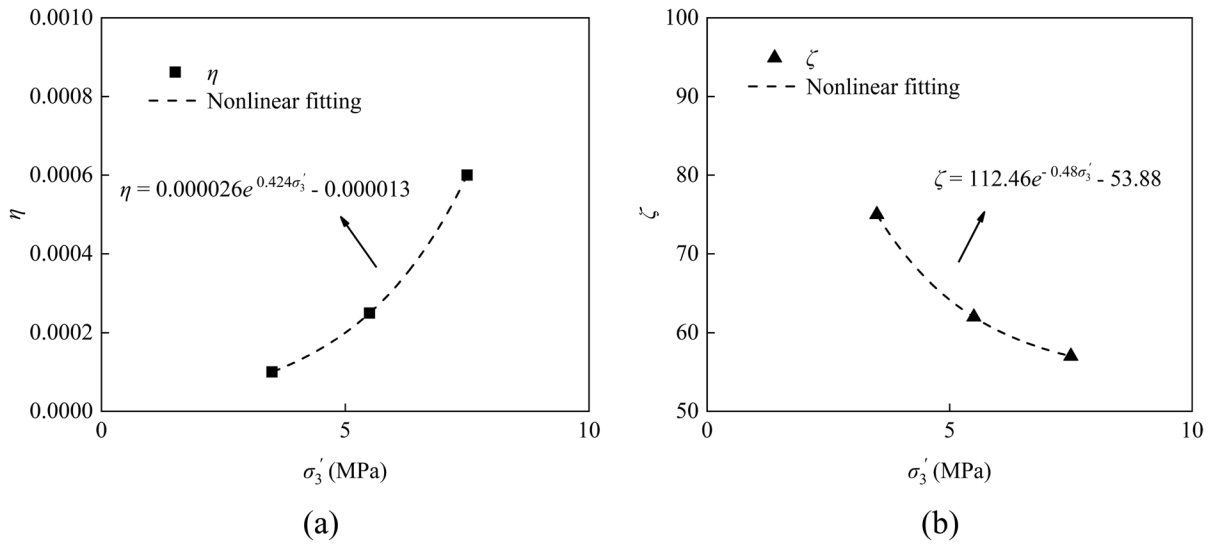 0.0010
0.0008
0.0006
0.0004
0.0002
0.0000
η
η
Nonlinear fitting
η = 0.000026e^{0.424σ₃′} - 0.000013
0 5 10
σ₃′ (MPa)
(a)
100
90
80
70
60
50
ζ
ζ
Nonlinear fitting
ζ = 112.46e^{- 0.48σ₃′} - 53.88
0 5 10
σ₃′ (MPa)
(b)